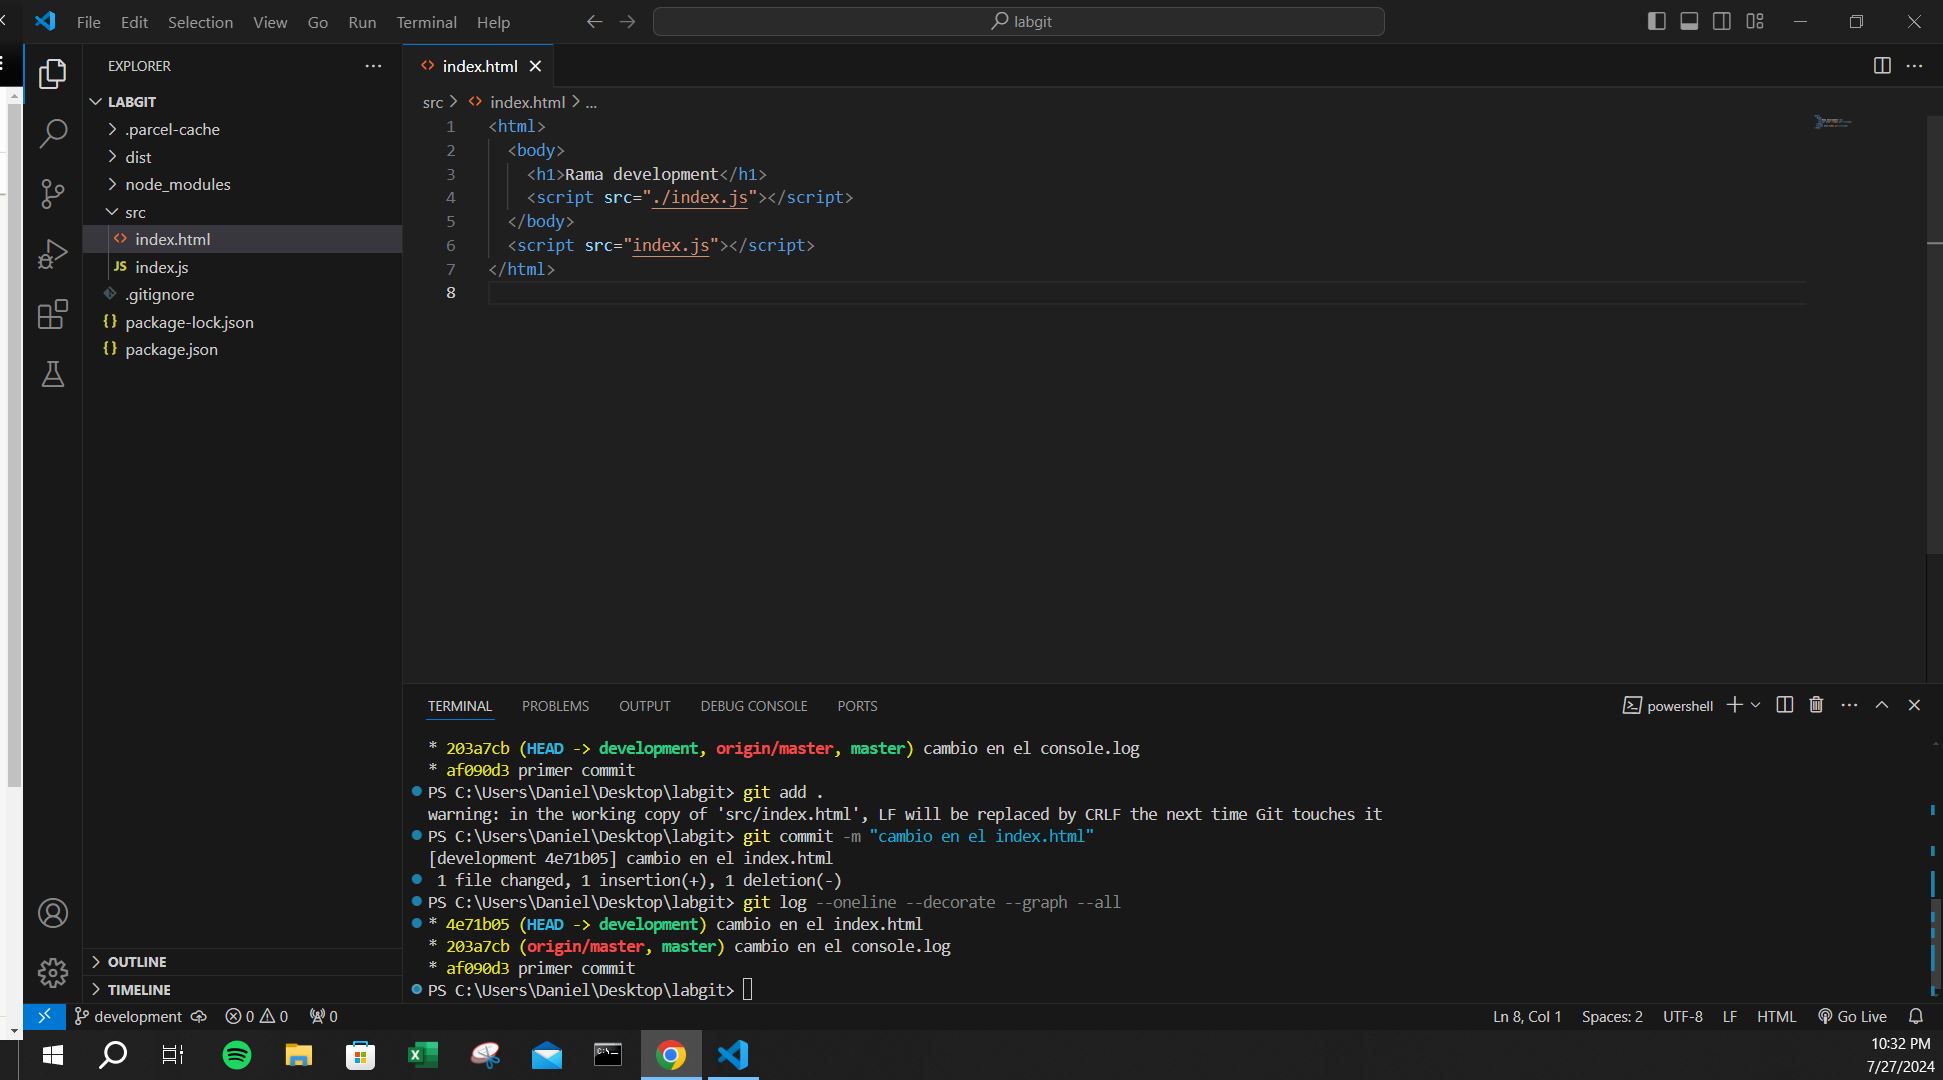 File Edit Selection View Go Run Terminal Help
labgit
EXPLORER
LABGIT
.parcel-cache
dist
node_modules
src
index.html
JS index.js
.gitignore
{} package-lock.json
{} package.json
OUTLINE
TIMELINE
<> index.html
src > <> index.html > ...
1 <html>
2 <body>
3 <h1>Rama development</h1>
4 <script src="./index.js"></script>
5 </body>
6 <script src="index.js"></script>
7 </html>
8
TERMINAL PROBLEMS OUTPUT DEBUG CONSOLE PORTS
powershell
* 203a7cb (HEAD -> development, origin/master, master) cambio en el console.log
* af090d3 primer commit
PS C:\Users\Daniel\Desktop\labgit> git add .
warning: in the working copy of 'src/index.html', LF will be replaced by CRLF the next time Git touches it
PS C:\Users\Daniel\Desktop\labgit> git commit -m "cambio en el index.html"
[development 4e71b05] cambio en el index.html
1 file changed, 1 insertion(+), 1 deletion(-)
PS C:\Users\Daniel\Desktop\labgit> git log --oneline --decorate --graph --all
* 4e71b05 (HEAD -> development) cambio en el index.html
* 203a7cb (origin/master, master) cambio en el console.log
* af090d3 primer commit
PS C:\Users\Daniel\Desktop\labgit>
development 0 0 0 Ln 8, Col 1 Spaces: 2 UTF-8 LF HTML Go Live
10:32 PM
7/27/2024